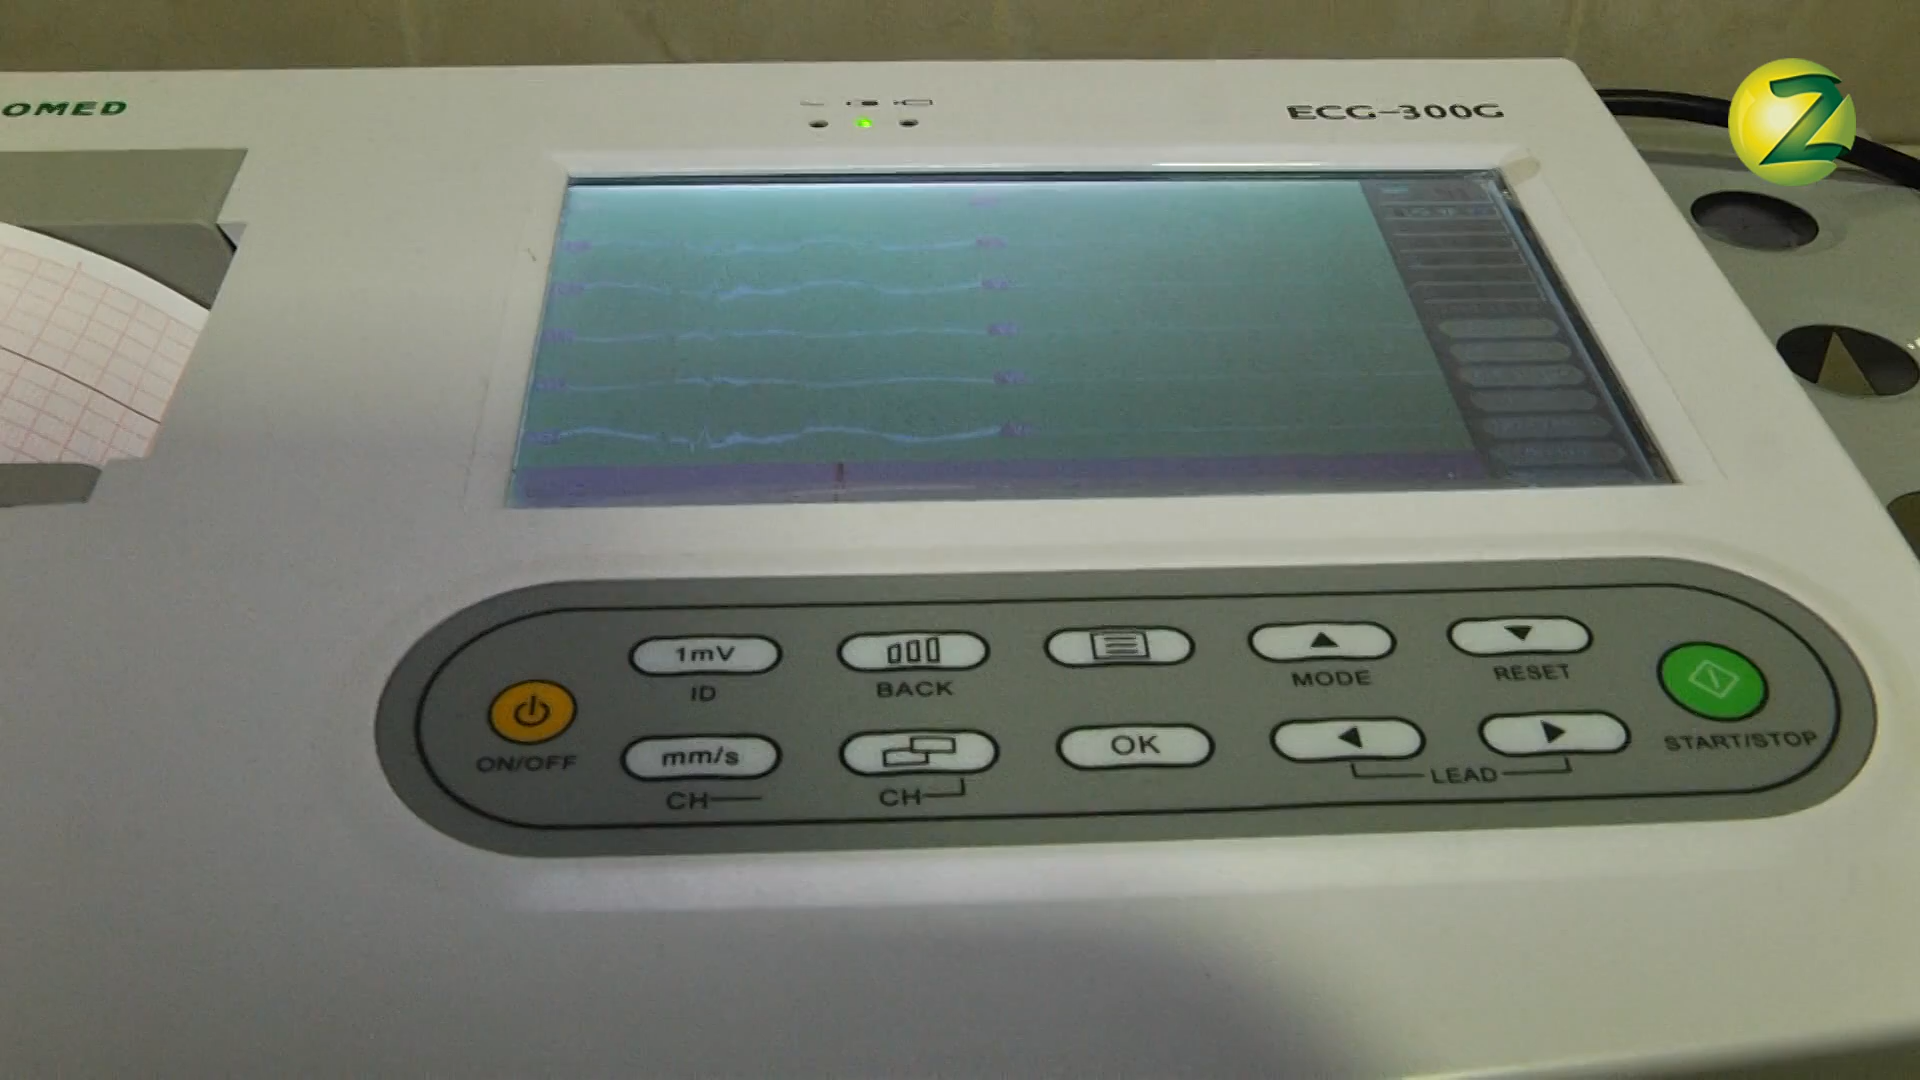 OMED
ECG-300G
Z
1mV
ID
BACK
MODE
RESET
ON/OFF
mm/s
CH
CH
OK
LEAD
START/STOP